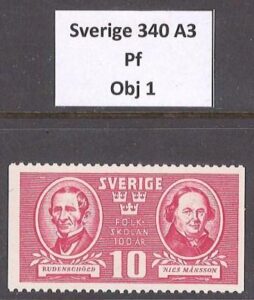 Sverige 340 A3
Pf
Obj 1
SVERIGE
FOLK-
SKOLAN
100 ÅR
RUDENSCHÖLD
10
NILS MÅNSSON